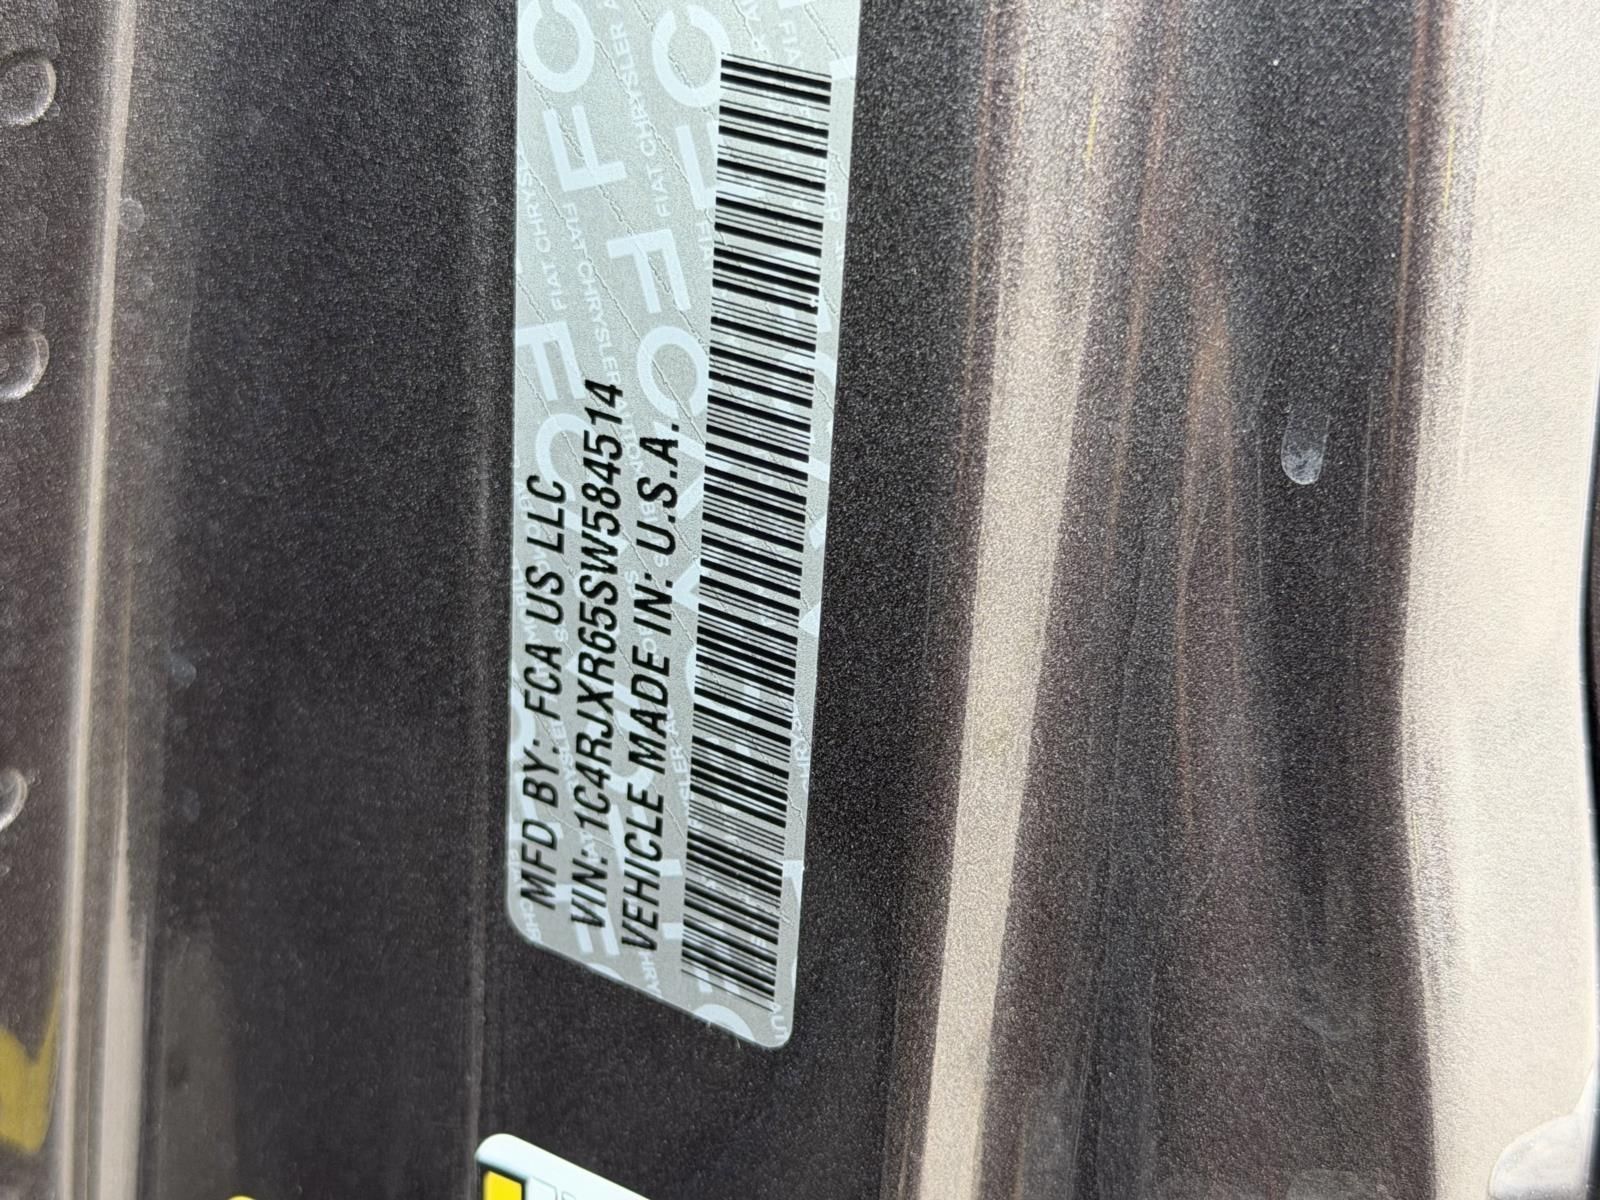 MFD BY: FCA US LLC
VIN: 1C4RJXR65SW584514
VEHICLE MADE IN: U.S.A.